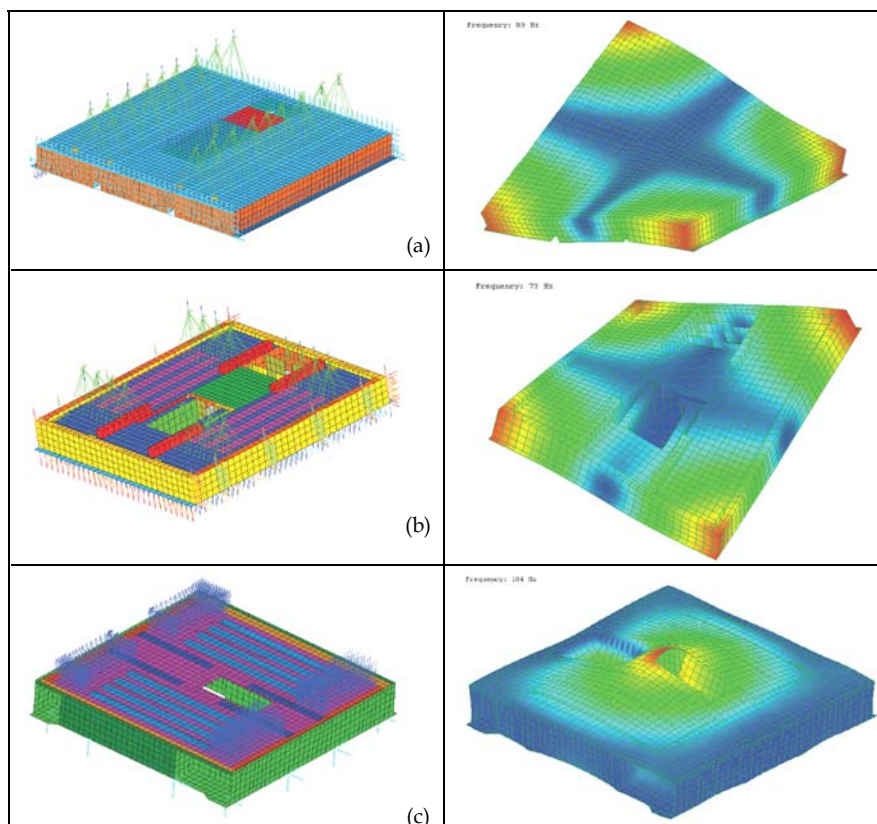 Frequency: 89 Hz
(a)
Frequency: 73 Hz
(b)
Frequency: 104 Hz
(c)